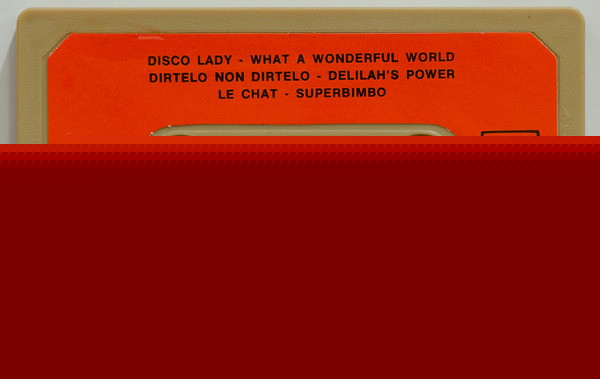 DISCO LADY - WHAT A WONDERFUL WORLD
DIRTELO NON DIRTELO - DELILAH'S POWER
LE CHAT - SUPERBIMBO